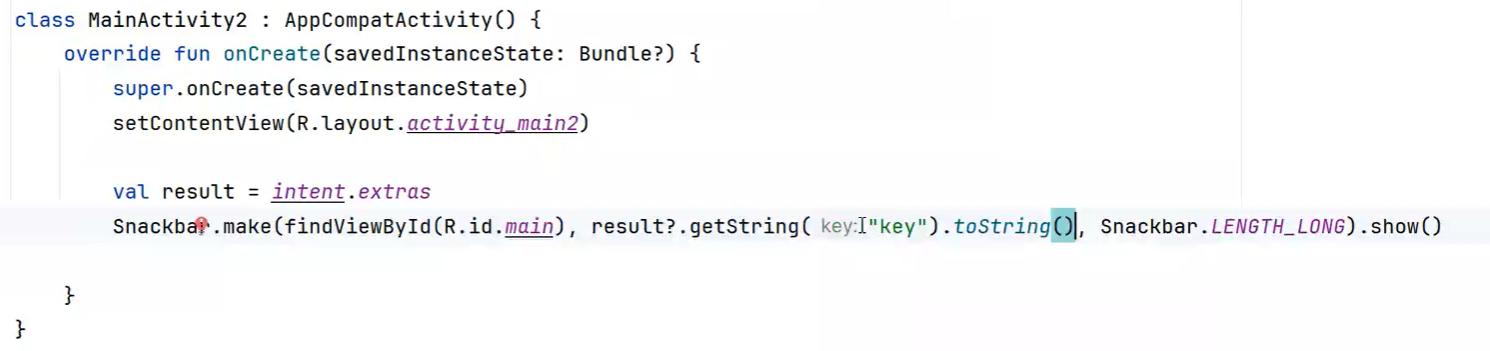 class MainActivity2 : AppCompatActivity() {
override fun onCreate(savedInstanceState: Bundle?) {
super.onCreate(savedInstanceState)
setContentView(R.layout.activity_main2)
val result = intent.extras
Snackbar.make(findViewById(R.id.main), result?.getString( key: "key").toString(), Snackbar.LENGTH_LONG).show()
}
}